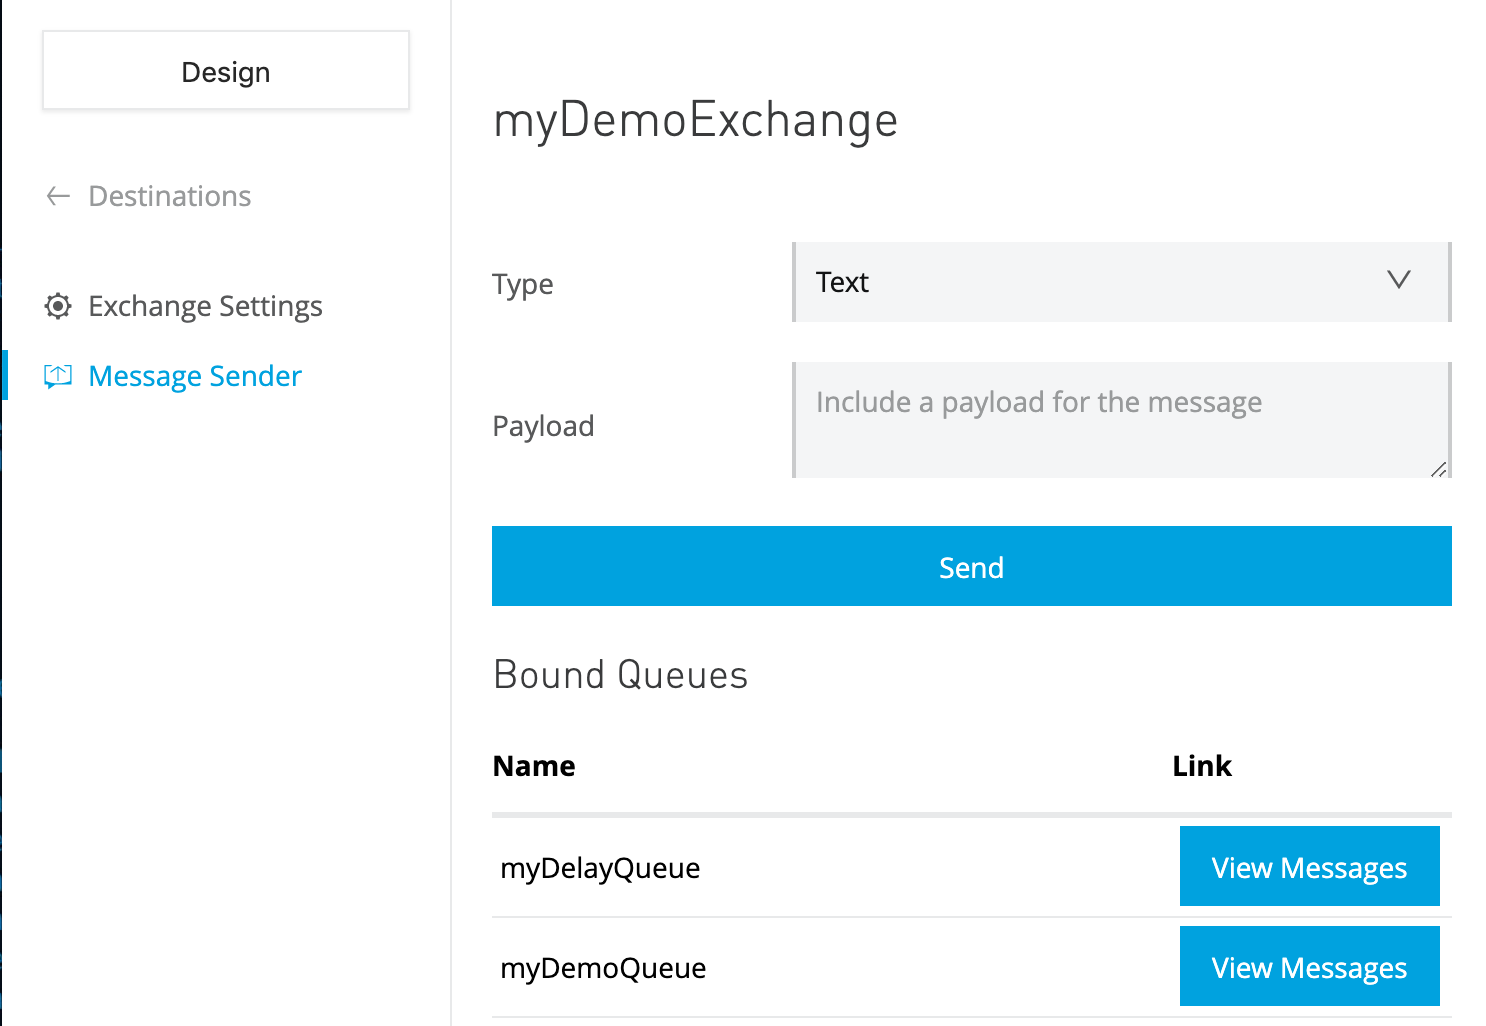 Design
Destinations
Exchange Settings
Message Sender
myDemoExchange
Type
Text
Payload
Include a payload for the message
Send
Bound Queues
Name Link
myDelayQueue View Messages
myDemoQueue View Messages